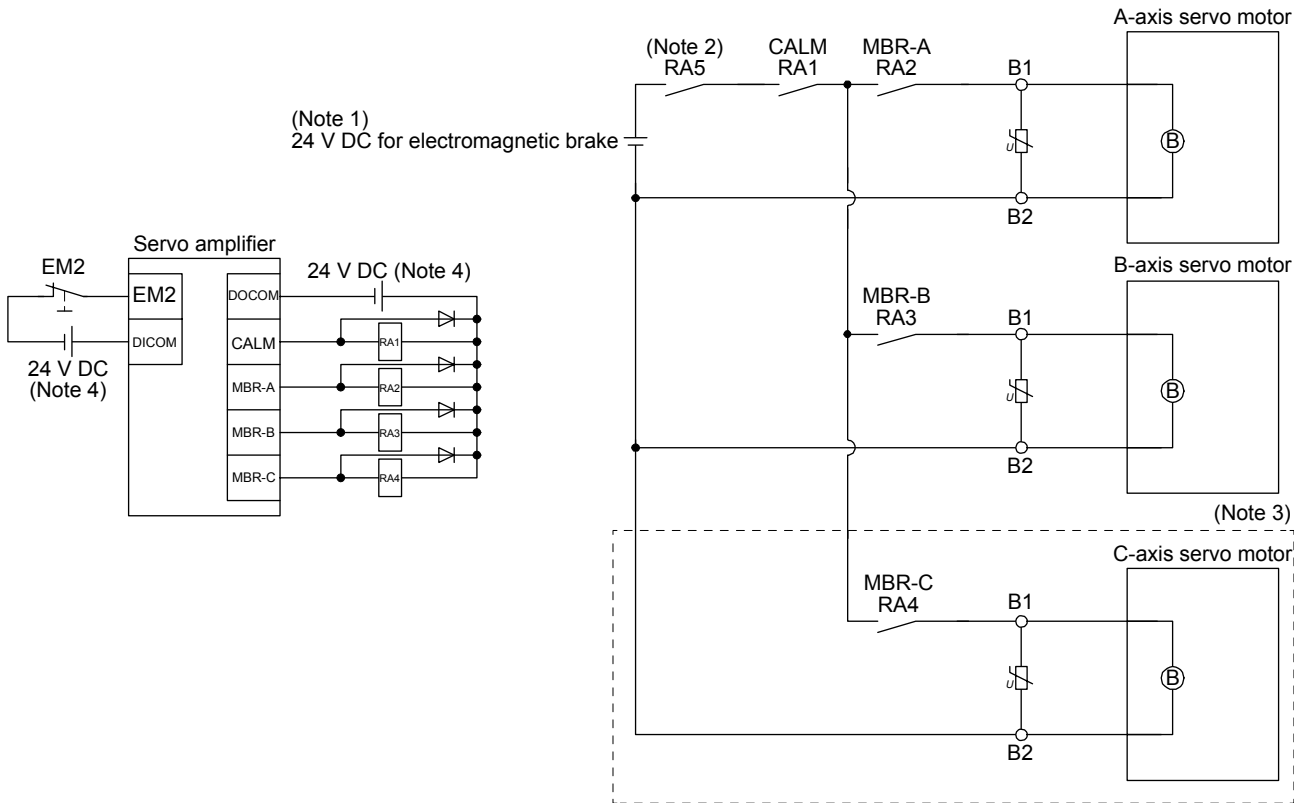 A-axis servo motor
(Note 2)
RA5
CALM
RA1
MBR-A
RA2
B1
(Note 1)
24 V DC for electromagnetic brake
U
B
B2
Servo amplifier
EM2
EM2
DICOM
24 V DC
(Note 4)
DOCOM
24 V DC (Note 4)
CALM
RA1
MBR-A
RA2
MBR-B
RA3
MBR-C
RA4
B-axis servo motor
MBR-B
RA3
B1
U
B
B2
(Note 3)
C-axis servo motor
MBR-C
RA4
B1
U
B
B2